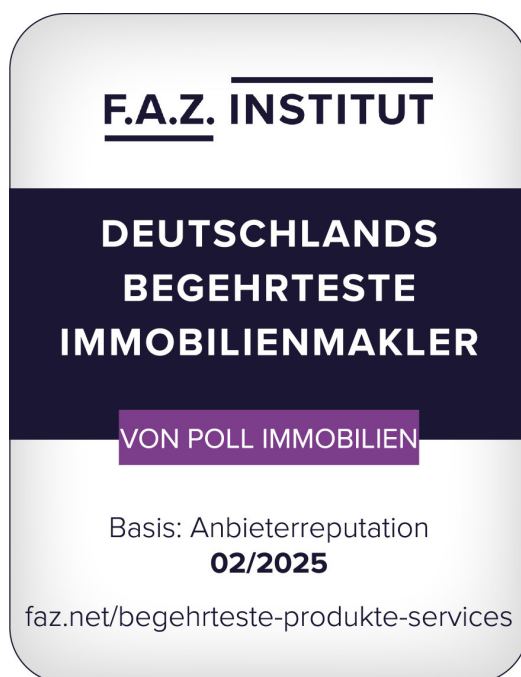 F.A.Z. INSTITUT
DEUTSCHLANDS
BEGEHRTESTE
IMMOBILIENMAKLER
VON POLL IMMOBILIEN
Basis: Anbieterreputation
02/2025
faz.net/begehrteste-produkte-services